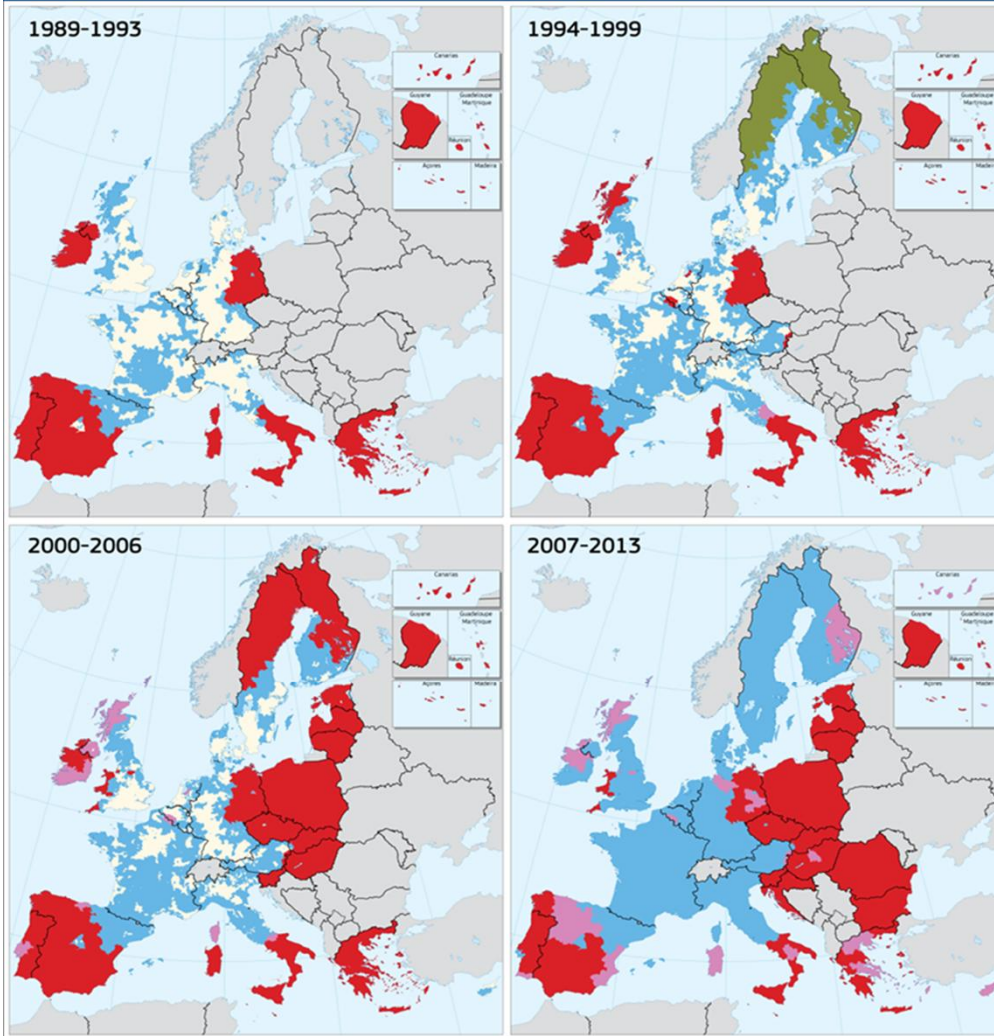 1989-1993
Canarias
Guyane
Guadeloupe
Martinique
Réunion
Açores
Madeira
1994-1999
Canarias
Guyane
Guadeloupe
Martinique
Réunion
Açores
Madeira
2000-2006
Canarias
Guyane
Guadeloupe
Martinique
Réunion
Açores
Madeira
2007-2013
Canarias
Guyane
Guadeloupe
Martinique
Réunion
Açores
Madeira